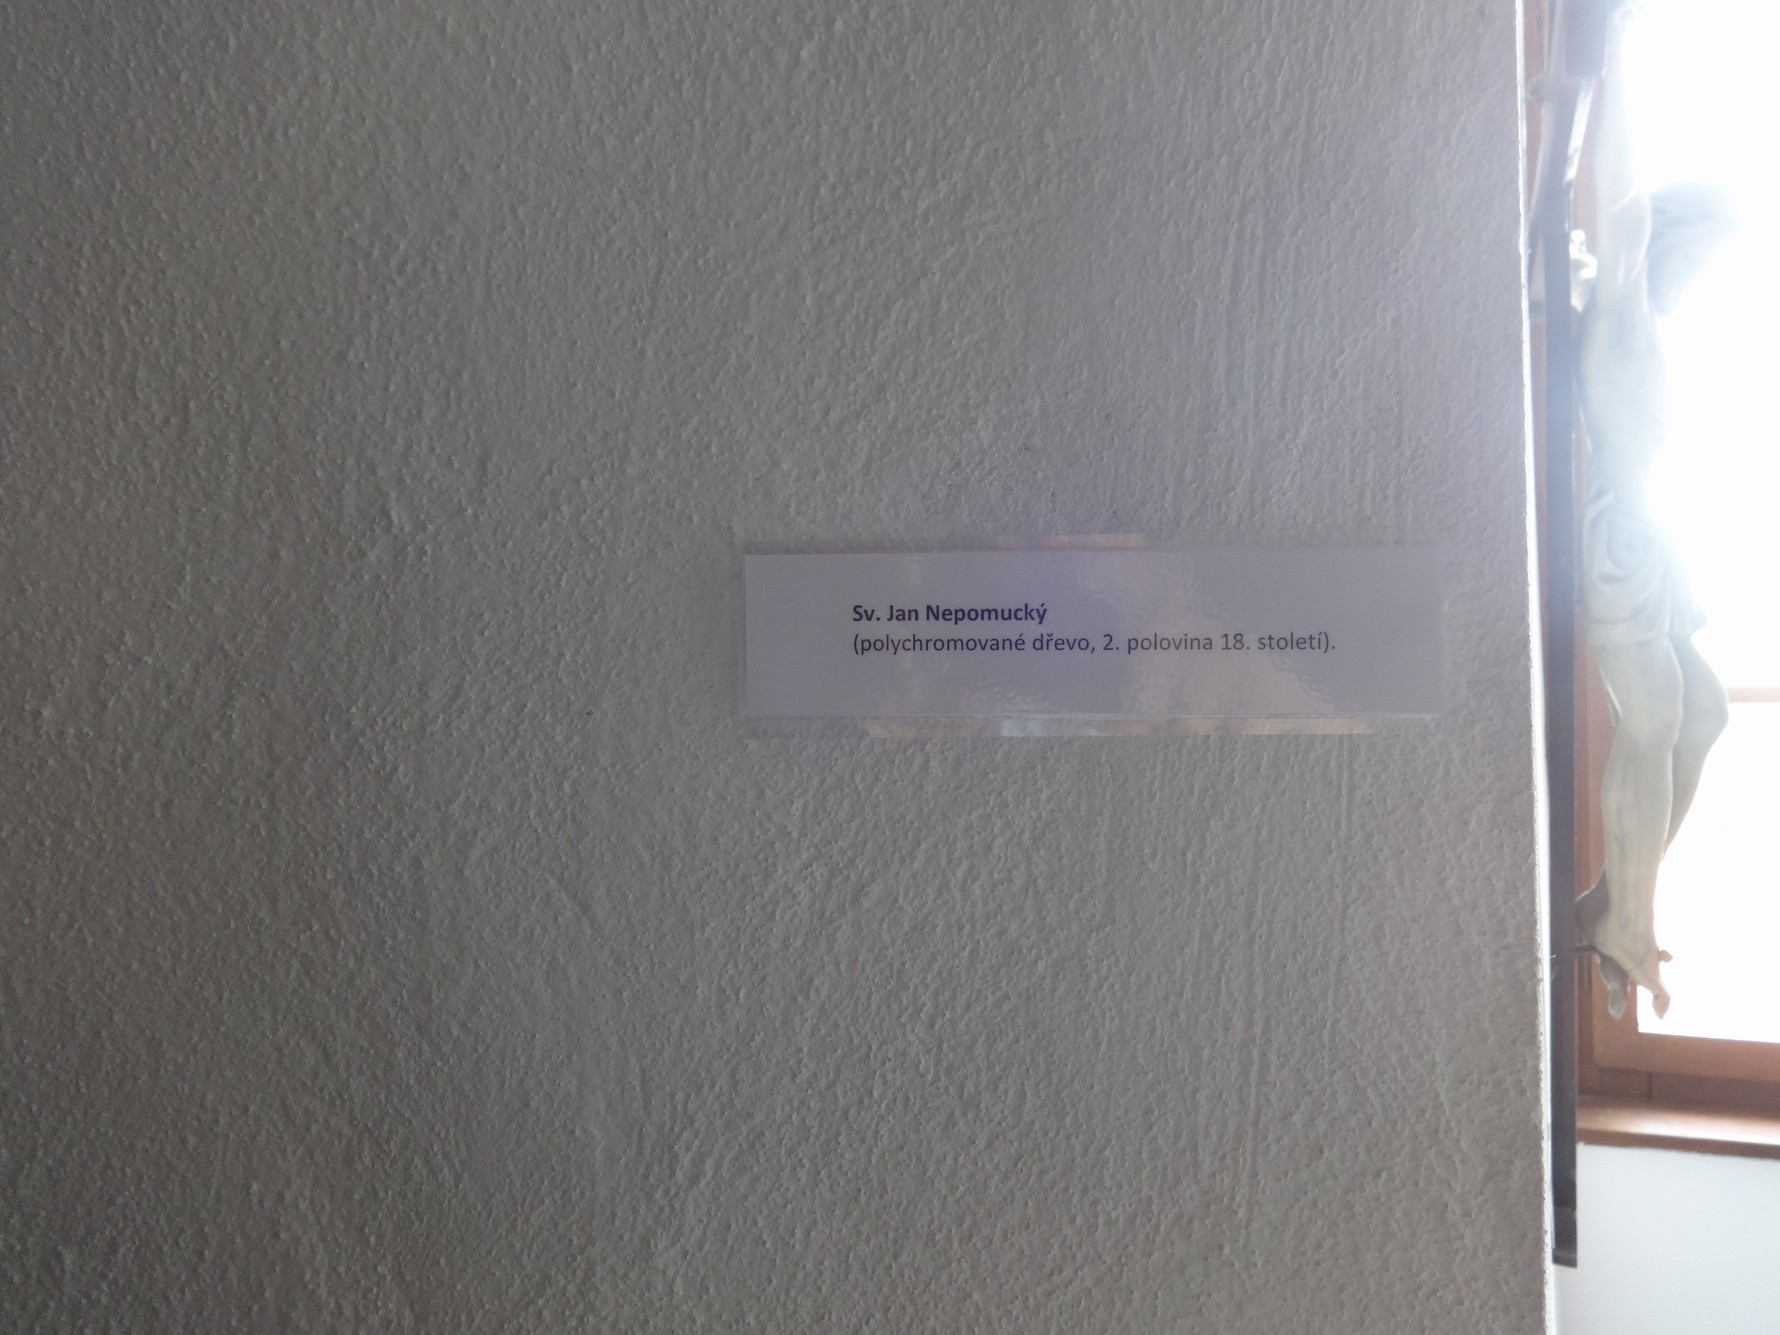 Sv. Jan Nepomucký
(polychromované dřevo, 2. polovina 18. století).